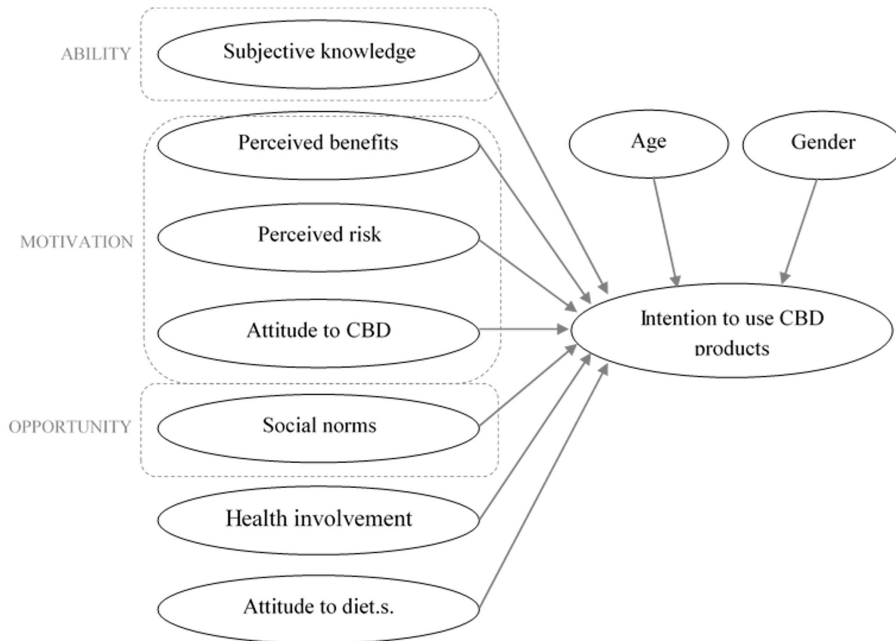 ABILITY
Subjective knowledge
Perceived benefits
Age
Gender
MOTIVATION
Perceived risk
Attitude to CBD
Intention to use CBD
products
OPPORTUNITY
Social norms
Health involvement
Attitude to diet.s.